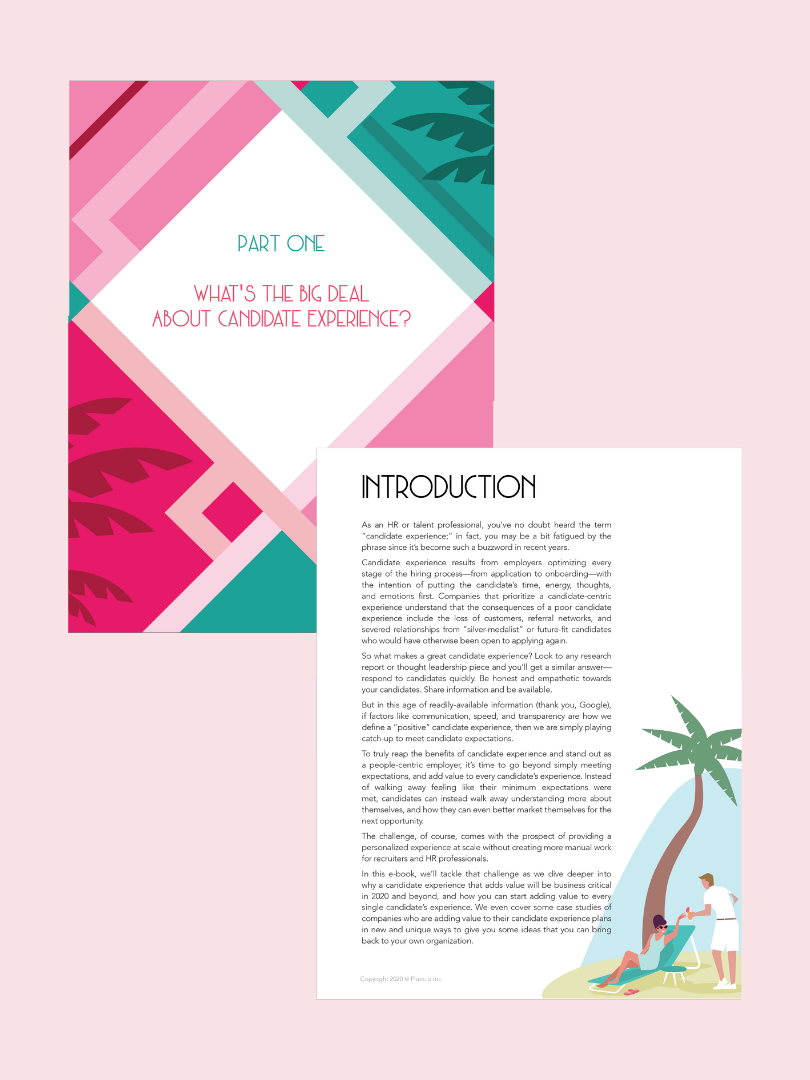 PART ONE
WHAT'S THE BIG DEAL
ABOUT CANDIDATE EXPERIENCE?
INTRODUCTION
As an HR or talent professional, you've no doubt heard the term
"candidate experience;" in fact, you may be a bit fatigued by the
phrase since it's become such a buzzword in recent years.
Candidate experience results from employers optimizing every
stage of the hiring process—from application to onboarding—with
the intention of putting the candidate's time, energy, thoughts,
and emotions first. Companies that prioritize a candidate-centric
experience understand that the consequences of a poor candidate
experience include the loss of customers, referral networks, and
severed relationships from "silver-medalist" or future-fit candidates
who would have otherwise been open to applying again.
So what makes a great candidate experience? Look to any research
report or thought leadership piece and you'll get a similar answer—
respond to candidates quickly. Be honest and empathetic towards
your candidates. Share information and be available.
But in this age of readily-available information (thank you, Google),
if factors like communication, speed, and transparency are how we
define a "positive" candidate experience, then we are simply playing
catch-up to meet candidate expectations.
To truly reap the benefits of candidate experience and stand out as
a people-centric employer, it's time to go beyond simply meeting
expectations, and add value to every candidate's experience. Instead
of walking away feeling like their minimum expectations were
met, candidates can instead walk away understanding more about
themselves, and how they can even better market themselves for the
next opportunity.
The challenge, of course, comes with the prospect of providing a
personalized experience at scale without creating more manual work
for recruiters and HR professionals.
In this e-book, we'll tackle that challenge as we dive deeper into
why a candidate experience that adds value will be business critical
in 2020 and beyond, and how you can start adding value to every
single candidate's experience. We even cover some case studies of
companies who are adding value to their candidate experience plans
in new and unique ways to give you some ideas that you can bring
back to your own organization.
Copyright 2020 © Plum.io Inc